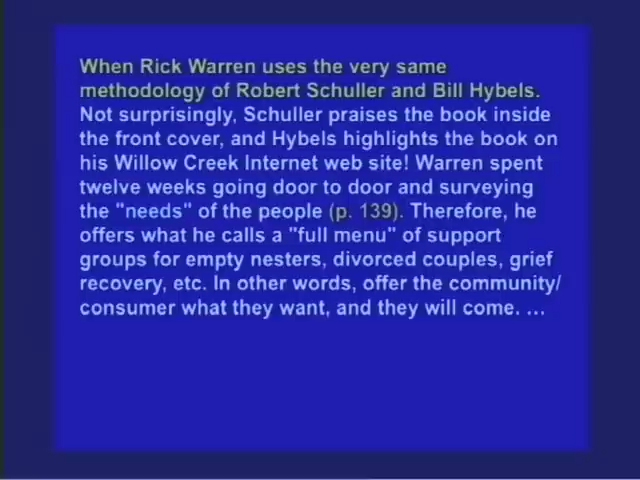 When Rick Warren uses the very same
methodology of Robert Schuller and Bill Hybels.
Not surprisingly, Schuller praises the book inside
the front cover, and Hybels highlights the book on
his Willow Creek Internet web site! Warren spent
twelve weeks going door to door and surveying
the "needs" of the people (p. 139). Therefore, he
offers what he calls a "full menu" of support
groups for empty nesters, divorced couples, grief
recovery, etc. In other words, offer the community/
consumer what they want, and they will come. ...